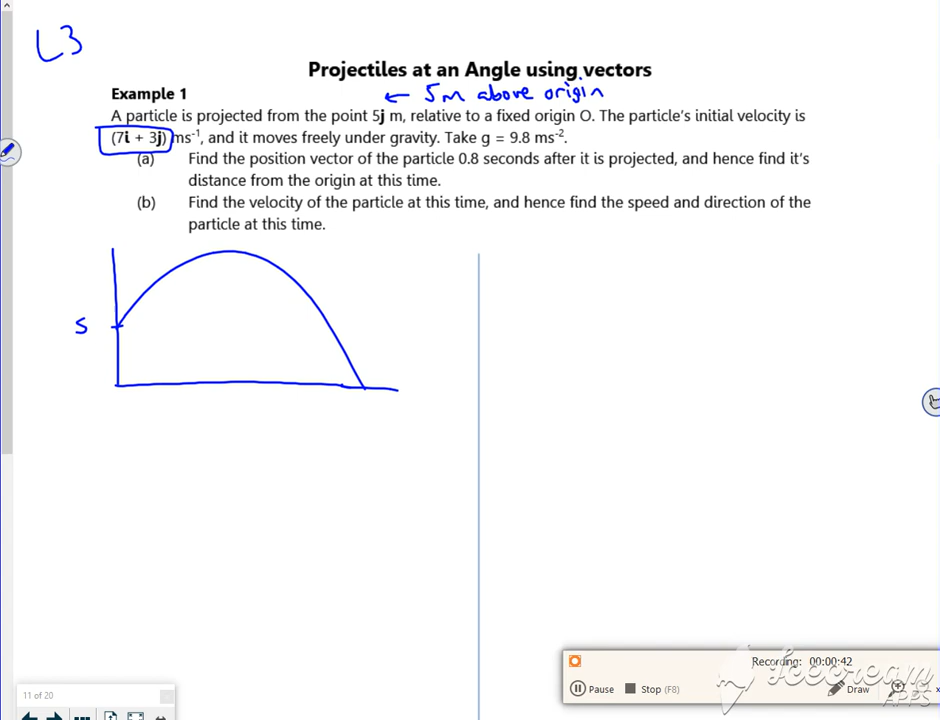 L3
Projectiles at an Angle using vectors
← 5m above origin
Example 1
A particle is projected from the point 5j m, relative to a fixed origin O. The particle's initial velocity is
(7i + 3j) ms⁻¹, and it moves freely under gravity. Take g = 9.8 ms⁻².
(a) Find the position vector of the particle 0.8 seconds after it is projected, and hence find it's
distance from the origin at this time.
(b) Find the velocity of the particle at this time, and hence find the speed and direction of the
particle at this time.
5
Recording: 00:00:42
Pause Stop (F8) Draw
Icecream
APPS
11 of 20